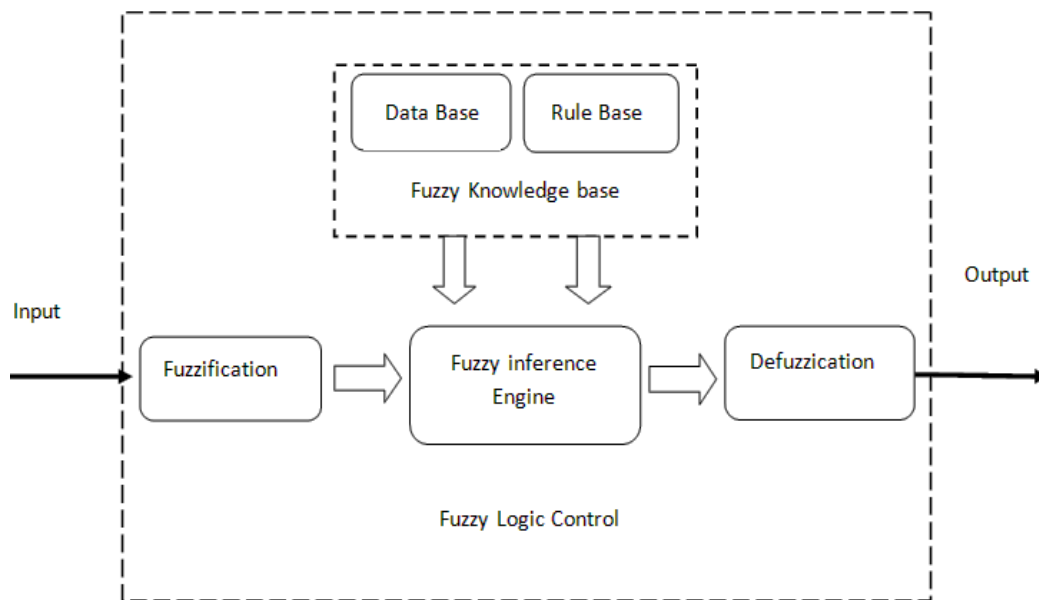 Data Base
Rule Base
Fuzzy Knowledge base
Output
Input
Fuzzification
Fuzzy inference
Engine
Defuzzication
Fuzzy Logic Control